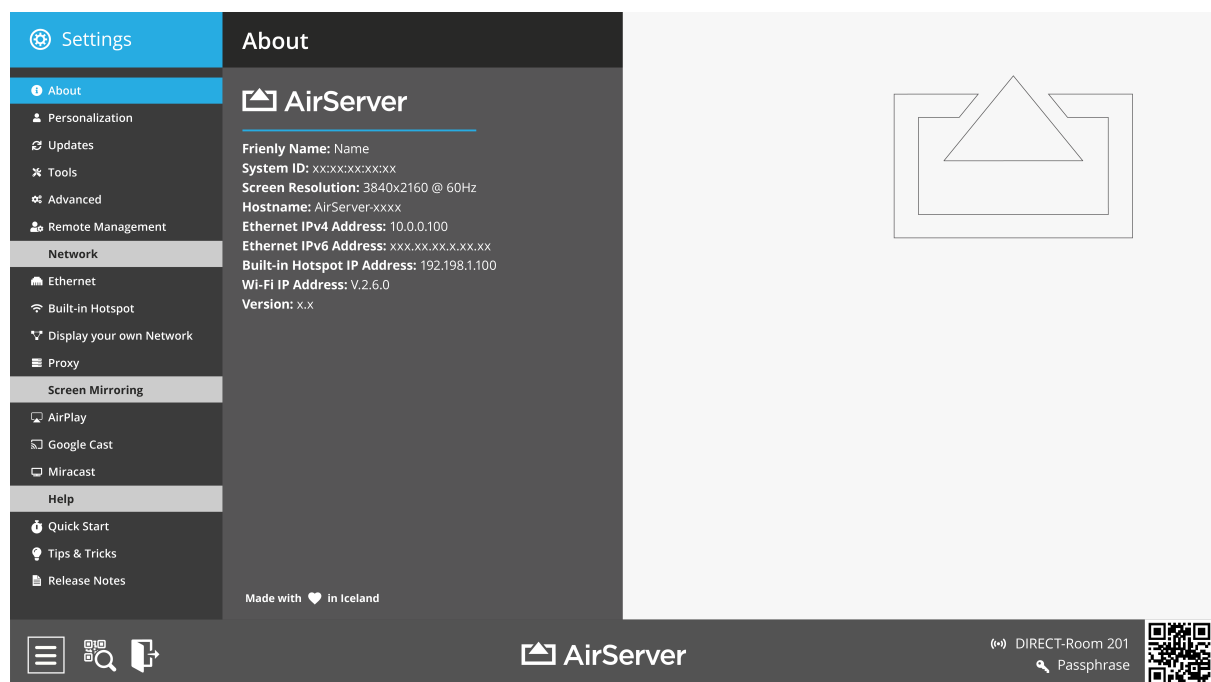 Settings
About
Personalization
Updates
Tools
Advanced
Remote Management
Network
Ethernet
Built-in Hotspot
Display your own Network
Proxy
Screen Mirroring
AirPlay
Google Cast
Miracast
Help
Quick Start
Tips & Tricks
Release Notes
About
AirServer
Frienly Name: Name
System ID: xx:xx:xx:xx:xx
Screen Resolution: 3840x2160 @ 60Hz
Hostname: AirServer-xxxx
Ethernet IPv4 Address: 10.0.0.100
Ethernet IPv6 Address: xxx.xx.xx.x.xx.xx
Built-in Hotspot IP Address: 192.198.1.100
Wi-Fi IP Address: V.2.6.0
Version: x.x
Made with in Iceland
AirServer
DIRECT-Room 201
Passphrase